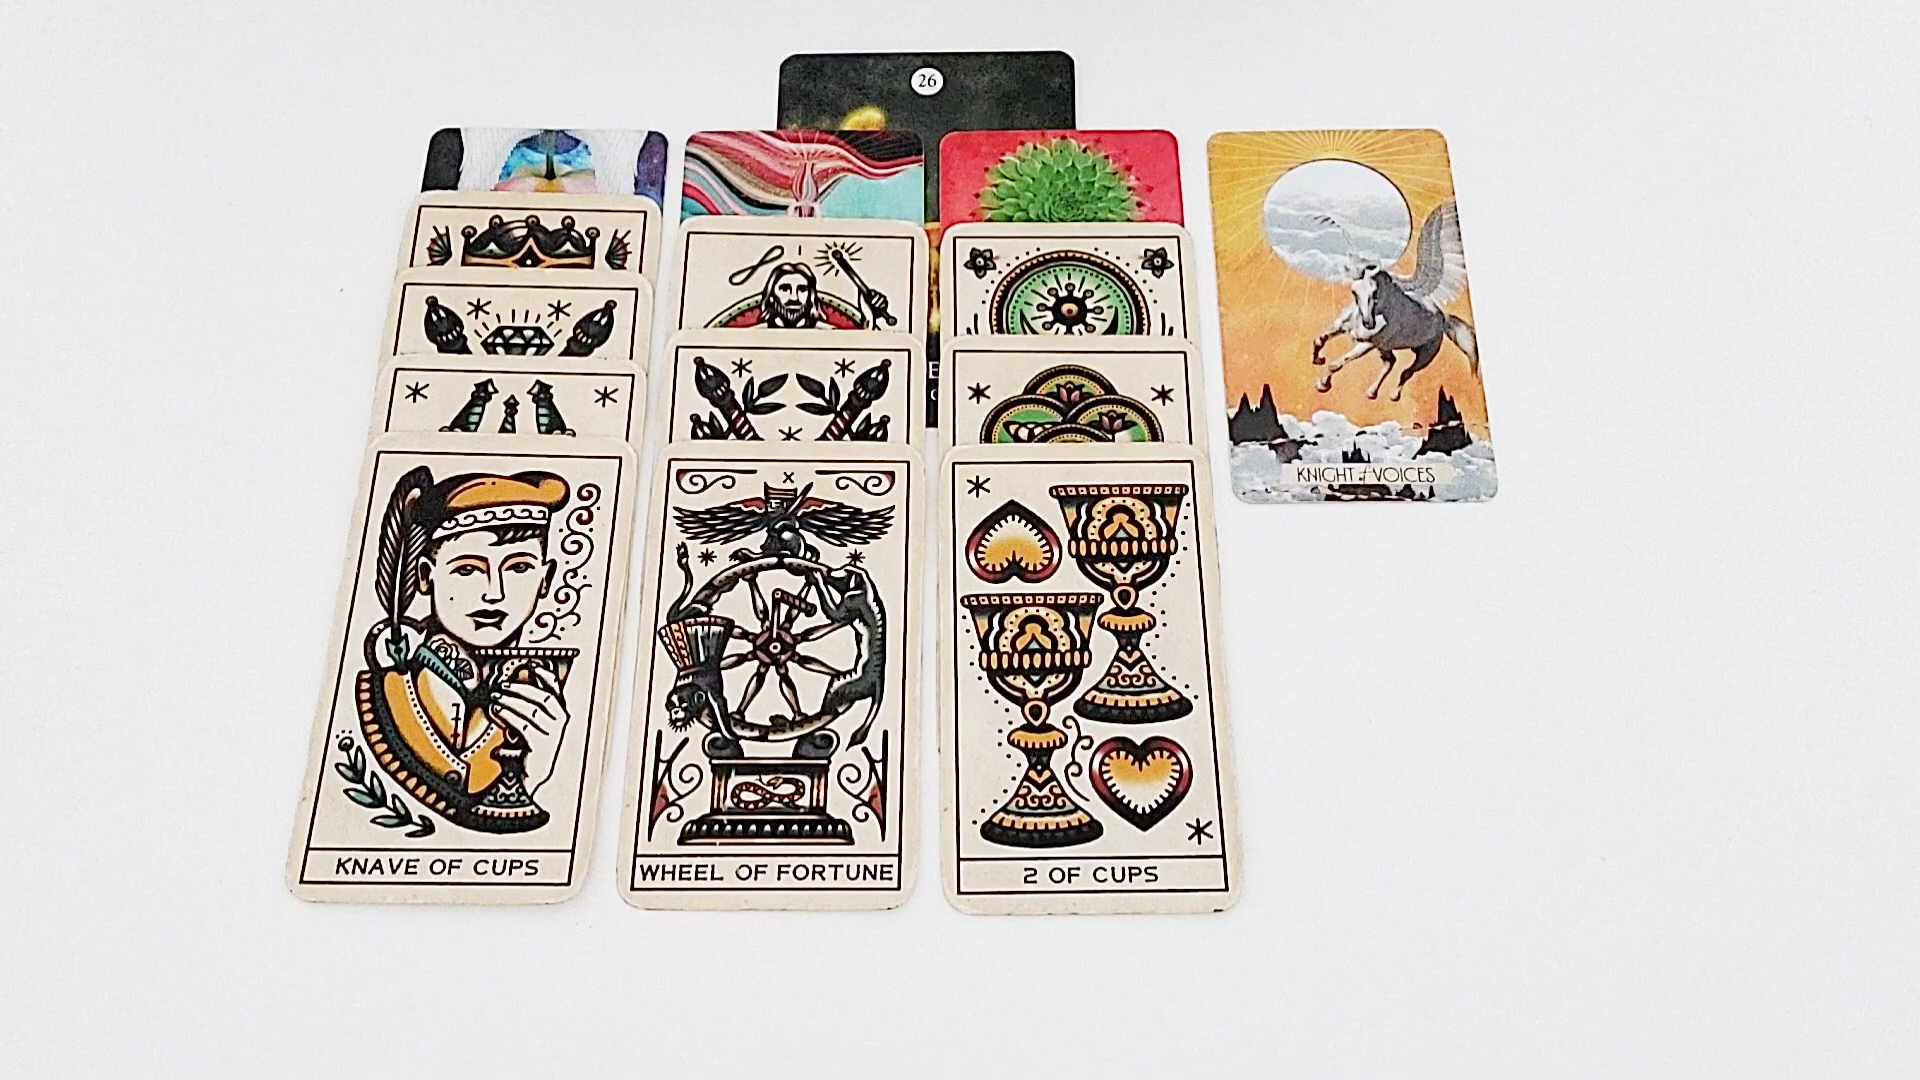 26
KNIGHT of VOICES
X
KNAVE OF CUPS
WHEEL OF FORTUNE
2 OF CUPS